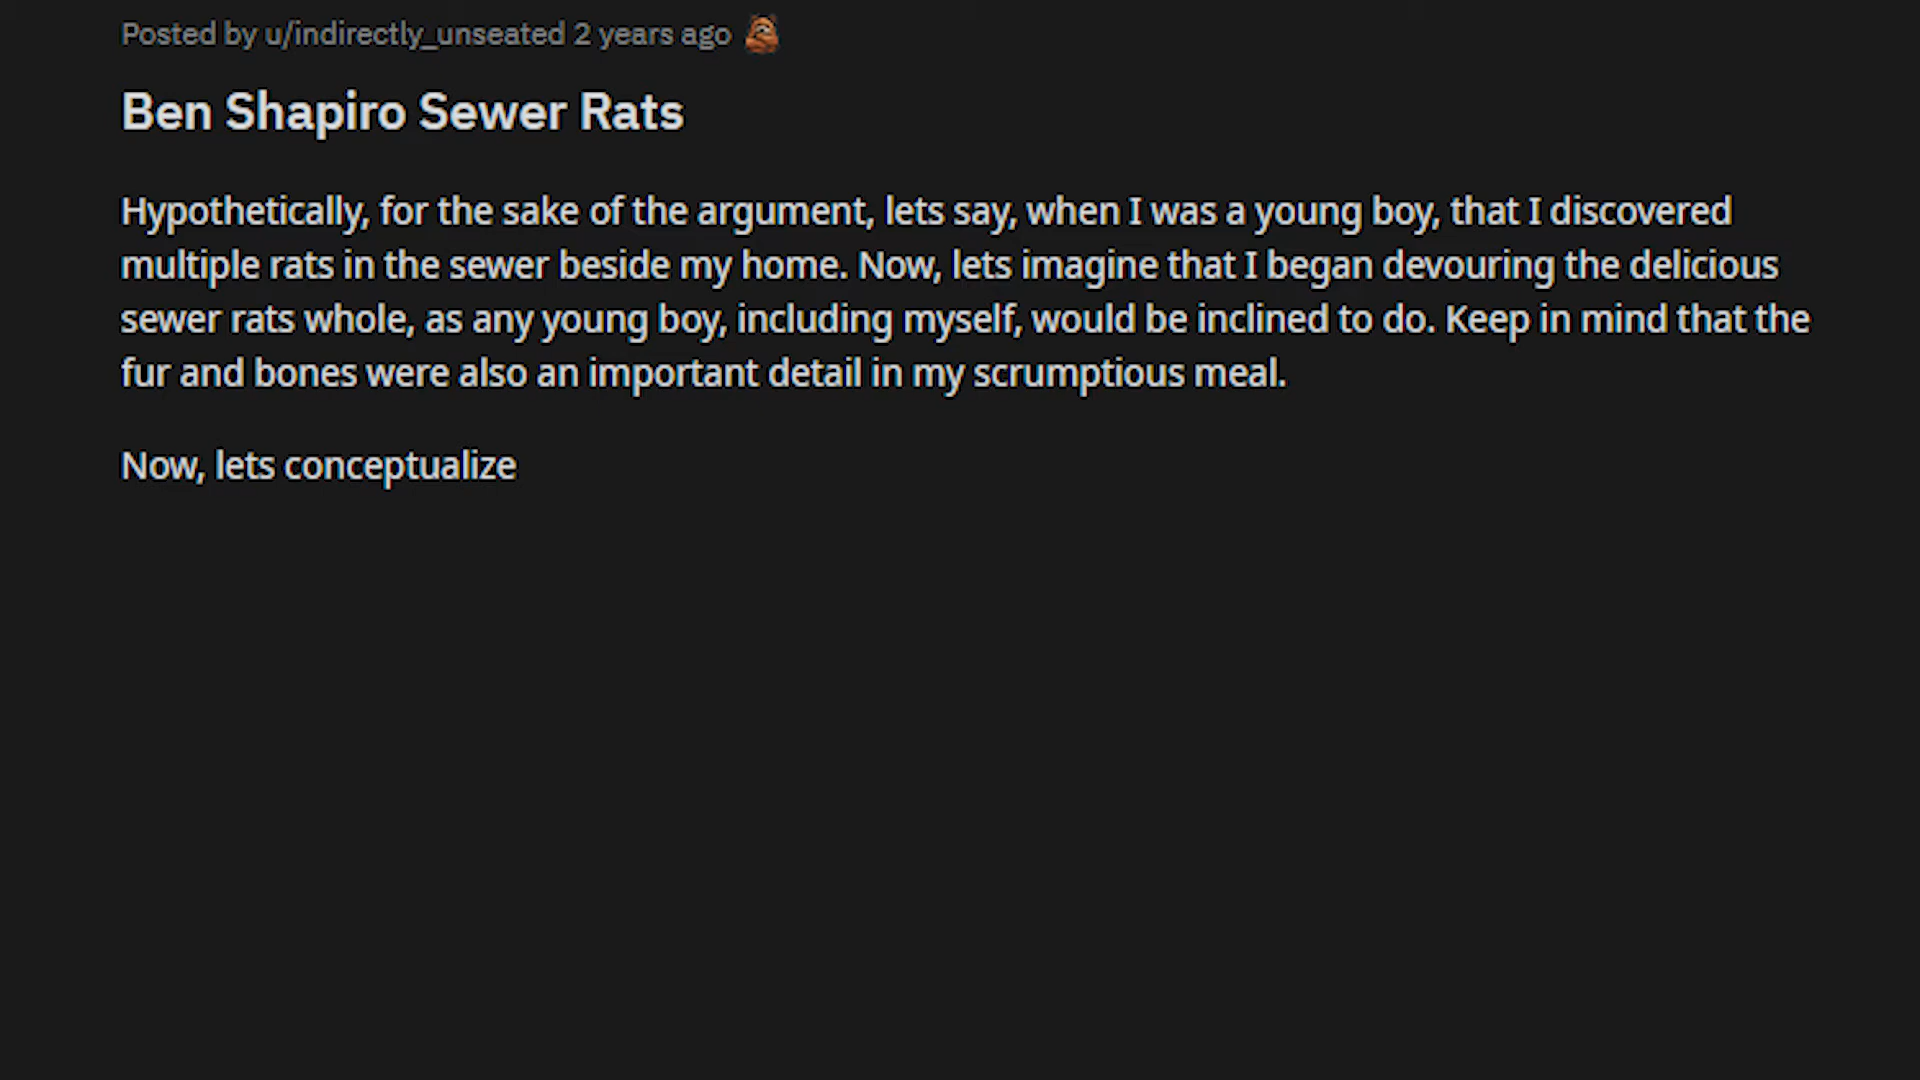 Posted by u/indirectly_unseated 2 years ago
Ben Shapiro Sewer Rats
Hypothetically, for the sake of the argument, lets say, when I was a young boy, that I discovered
multiple rats in the sewer beside my home. Now, lets imagine that I began devouring the delicious
sewer rats whole, as any young boy, including myself, would be inclined to do. Keep in mind that the
fur and bones were also an important detail in my scrumptious meal.
Now, lets conceptualize